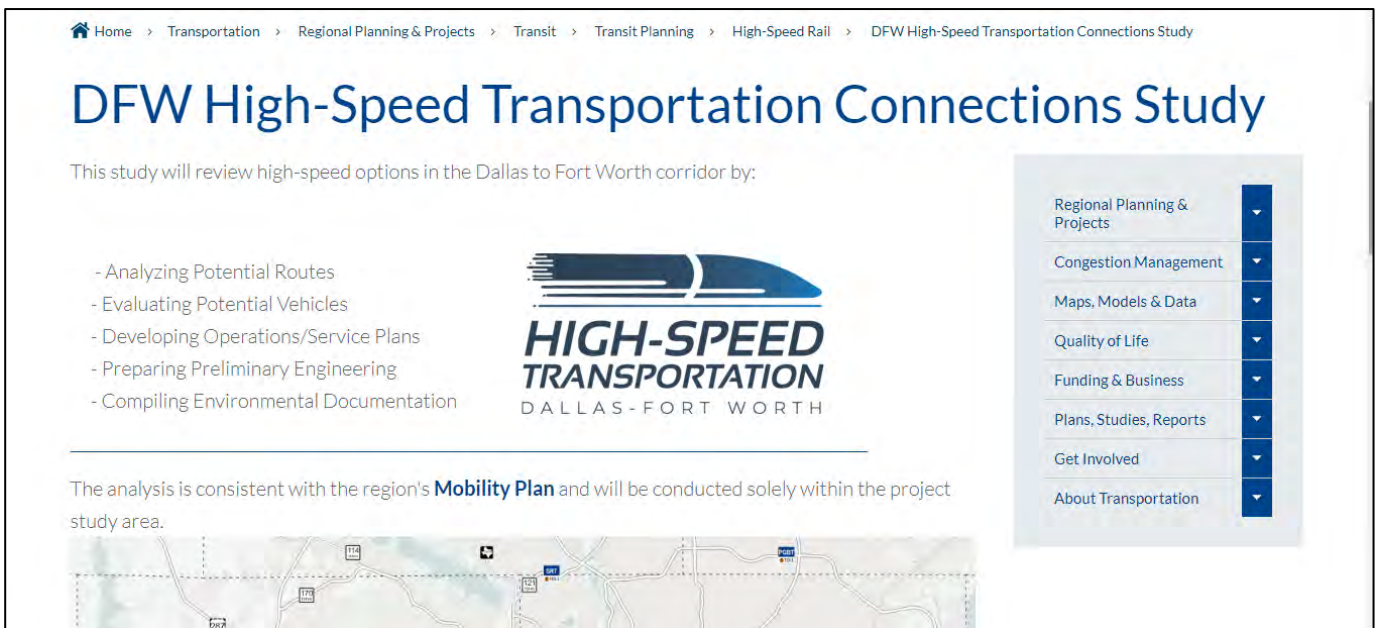 Home > Transportation > Regional Planning & Projects > Transit > Transit Planning > High-Speed Rail > DFW High-Speed Transportation Connections Study
DFW High-Speed Transportation Connections Study
This study will review high-speed options in the Dallas to Fort Worth corridor by:
- Analyzing Potential Routes
- Evaluating Potential Vehicles
- Developing Operations/Service Plans
- Preparing Preliminary Engineering
- Compiling Environmental Documentation
HIGH-SPEED
TRANSPORTATION
DALLAS-FORT WORTH
The analysis is consistent with the region's Mobility Plan and will be conducted solely within the project
study area.
114
PGBT
SRT
121
170
287
Regional Planning &
Projects
Congestion Management
Maps, Models & Data
Quality of Life
Funding & Business
Plans, Studies, Reports
Get Involved
About Transportation